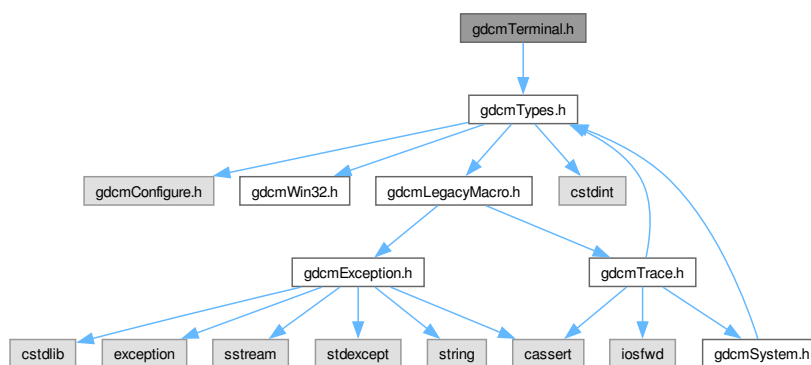 gdcmTerminal.h
gdcmTypes.h
gdcmConfigure.h
gdcmWin32.h
gdcmLegacyMacro.h
cstdint
gdcmException.h
gdcmTrace.h
cstdlib
exception
sstream
stdexcept
string
cassert
iosfwd
gdcmSystem.h